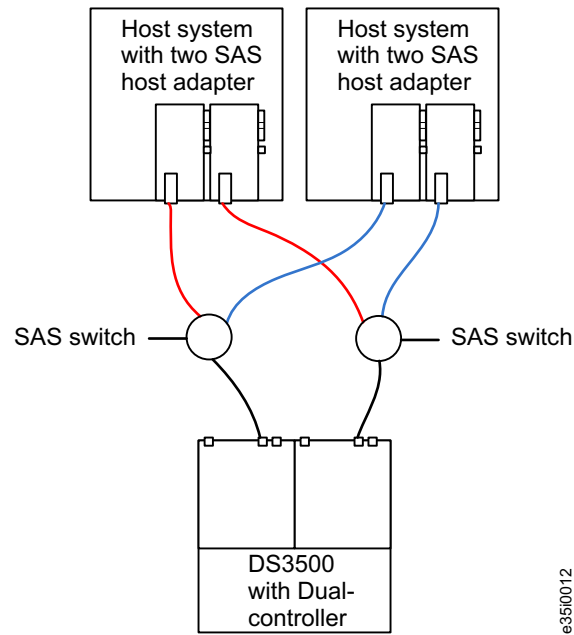 Host system
with two SAS
host adapter
Host system
with two SAS
host adapter
SAS switch
SAS switch
DS3500
with Dual-
controller
e35i0012